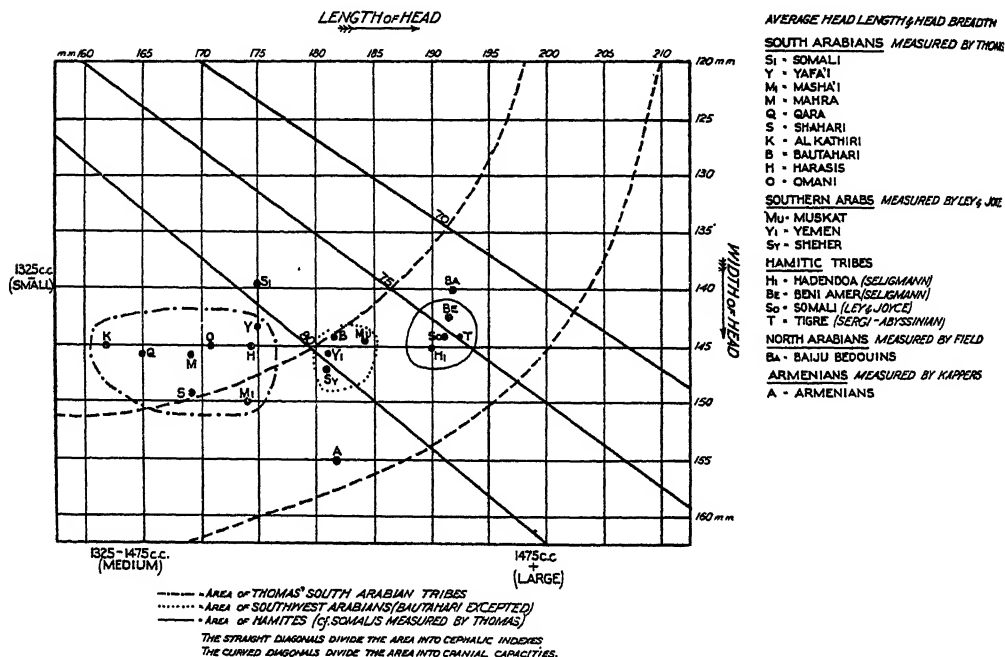 LENGTH OF HEAD
mm 160 165 170 175 181 185 190 195 200 205 210
120 mm
125
130
135
140
145
150
155
160 mm
WIDTH OF HEAD
1325 c.c.
(SMALL)
1325-1475 c.c.
(MEDIUM)
1475 c.c
+
(LARGE)
70
75
80
S1
Y
K
Q
M
O
H
S
M1
B
MU
Y1
SY
A
BA
BE
SO
T
H1
AREA OF THOMAS' SOUTH ARABIAN TRIBES
AREA OF SOUTHWEST ARABIANS (BAUTAHARI EXCEPTED)
AREA OF HAMITES (Cf. SOMALIS MEASURED BY THOMAS)
THE STRAIGHT DIAGONALS DIVIDE THE AREA INTO CEPHALIC INDEXES
THE CURVED DIAGONALS DIVIDE THE AREA INTO CRANIAL CAPACITIES.
AVERAGE HEAD LENGTH & HEAD BREADTH
SOUTH ARABIANS MEASURED BY THOMS
S1 - SOMALI
Y - YAFA'I
M1 - MASHA'I
M - MAHRA
Q - QARA
S - SHAHARI
K - AL KATHIRI
B - BAUTAHARI
H - HARASIS
O - OMANI
SOUTHERN ARABS MEASURED BY LEY & JOYCE
MU - MUSKAT
Y1 - YEMEN
SY - SHEHER
HAMITIC TRIBES
H1 - HADENDOA (SELIGMANN)
BE - BENI AMER (SELIGMANN)
SO - SOMALI (LEY & JOYCE)
T - TIGRE (SERGI-ABYSSINIAN)
NORTH ARABIANS MEASURED BY FIELD
BA - BAIJU BEDOUINS
ARMENIANS MEASURED BY KAPPERS
A - ARMENIANS